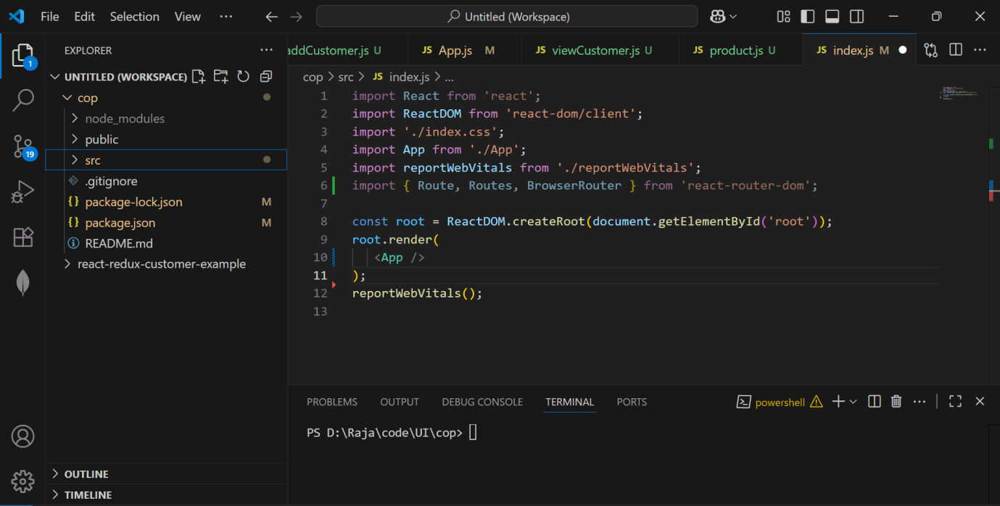 File Edit Selection View ··· Untitled (Workspace)
EXPLORER ···
addCustomer.js U JS App.js M JS viewCustomer.js U JS product.js U JS index.js M ···
UNTITLED (WORKSPACE)
cop > src > JS index.js > ...
cop
node_modules
public
src
.gitignore
{} package-lock.json M
{} package.json M
README.md
react-redux-customer-example
1
19
1 import React from 'react';
2 import ReactDOM from 'react-dom/client';
3 import './index.css';
4 import App from './App';
5 import reportWebVitals from './reportWebVitals';
6 import { Route, Routes, BrowserRouter } from 'react-router-dom';
7
8 const root = ReactDOM.createRoot(document.getElementById('root'));
9 root.render(
10 <App />
11 );
12 reportWebVitals();
13
PROBLEMS OUTPUT DEBUG CONSOLE TERMINAL PORTS powershell ···
PS D:\Raja\code\UI\cop>
OUTLINE
TIMELINE